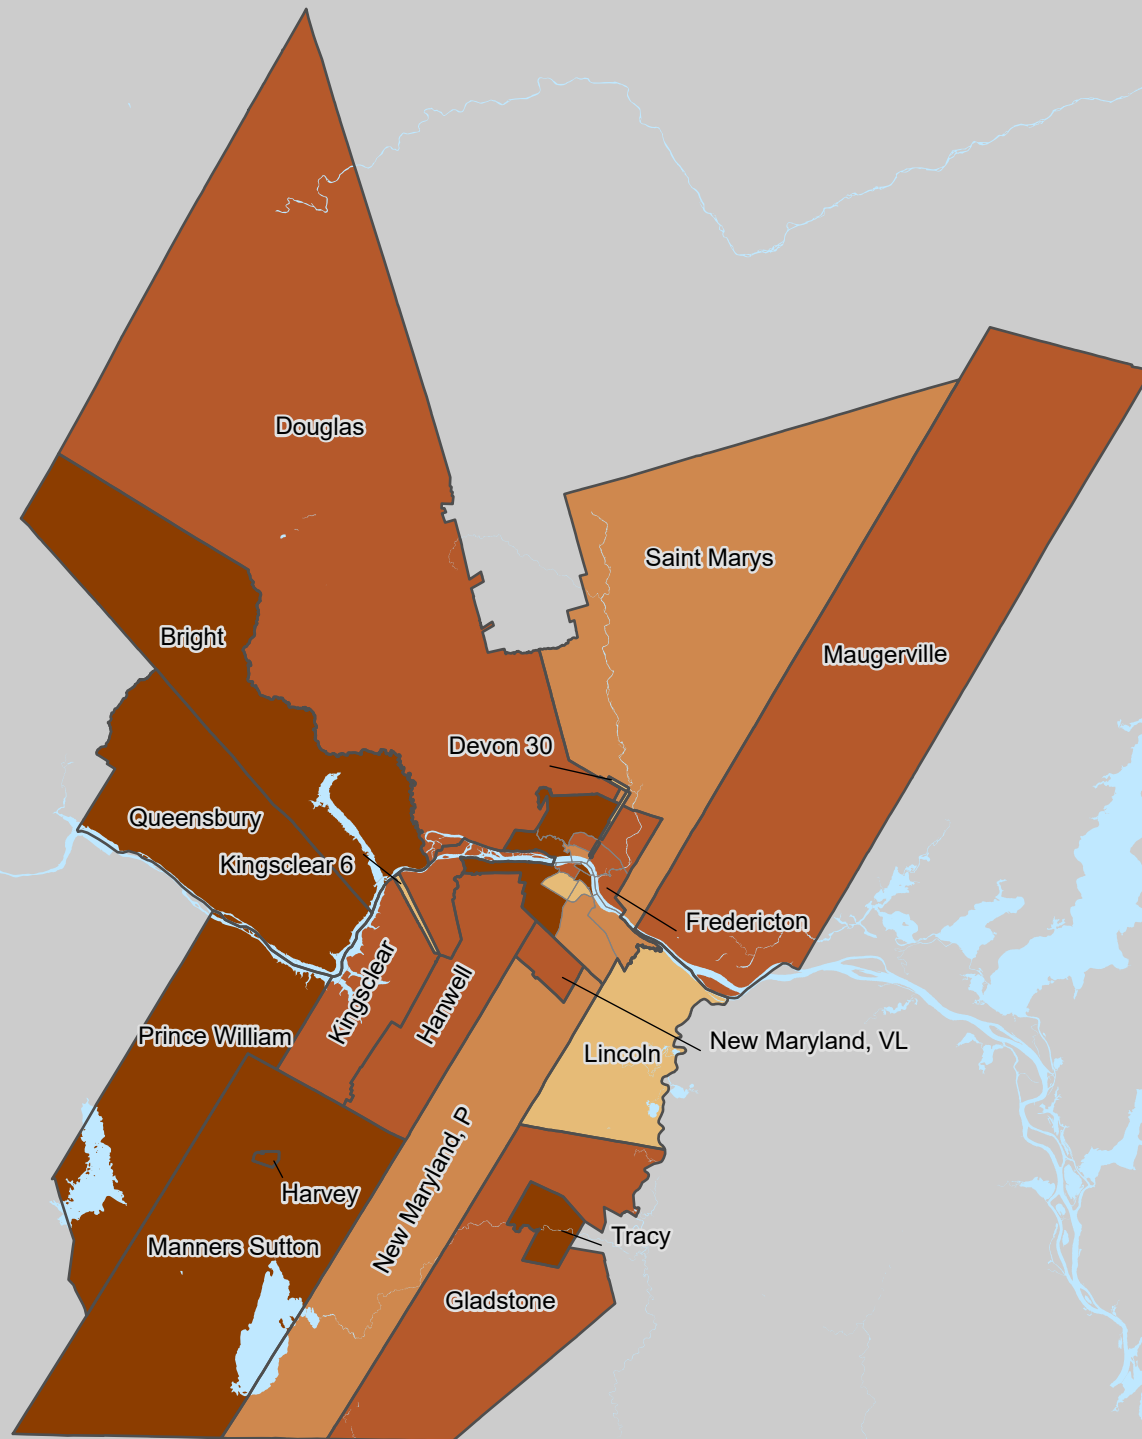 Douglas
Saint Marys
Bright
Maugerville
Devon 30
Queensbury
Kingsclear 6
Fredericton
Kingsclear
Hanwell
Prince William
New Maryland, VL
Lincoln
New Maryland, P
Harvey
Tracy
Manners Sutton
Gladstone